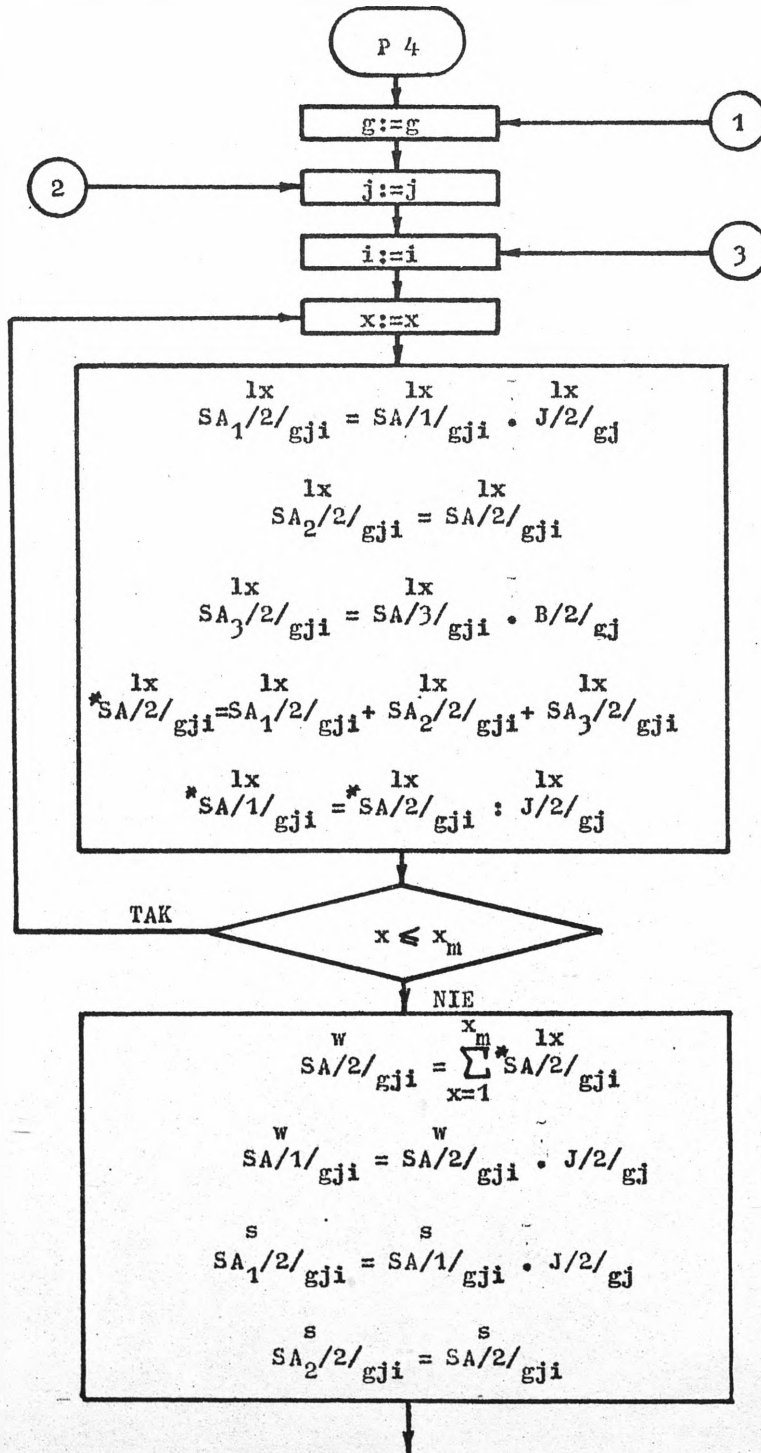 P 4
g:=g
1
2
j:=j
i:=i
3
x:=x
lx lx lx
SA₁/2/gji = SA/1/gji . J/2/gj
lx lx
SA₂/2/gji = SA/2/gji
lx lx
SA₃/2/gji = SA/3/gji . B/2/gj
lx lx lx lx
*SA/2/gji=SA₁/2/gji+ SA₂/2/gji+ SA₃/2/gji
lx lx lx
*SA/1/gji =*SA/2/gji : J/2/gj
TAK
x ⩽ xm
NIE
w xm lx
SA/2/gji = Σ *SA/2/gji
x=1
w w
SA/1/gji = SA/2/gji . J/2/gj
s s
SA₁/2/gji = SA/1/gji . J/2/gj
s s
SA₂/2/gji = SA/2/gji